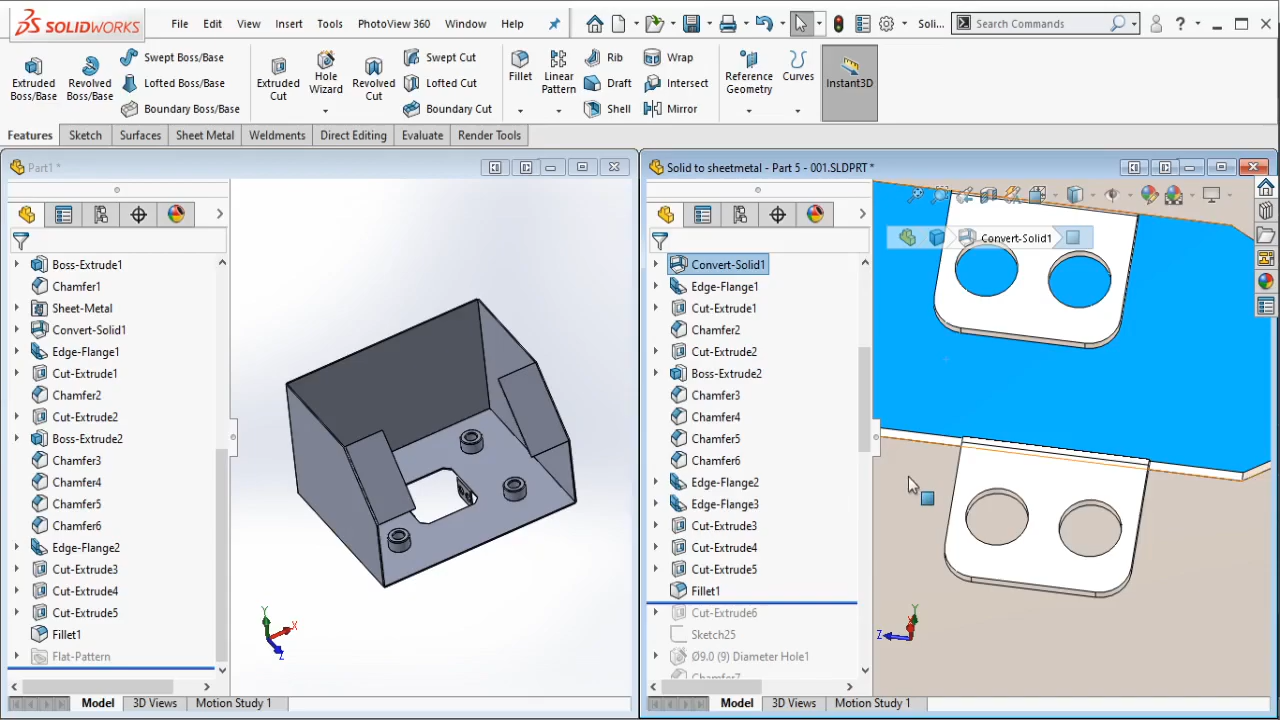 SOLIDWORKS File Edit View Insert Tools PhotoView 360 Window Help Soli... Search Commands ?
Extruded Boss/Base
Revolved Boss/Base
Swept Boss/Base
Lofted Boss/Base
Boundary Boss/Base
Extruded Cut
Hole Wizard
Revolved Cut
Swept Cut
Lofted Cut
Boundary Cut
Fillet
Linear Pattern
Rib
Draft
Shell
Wrap
Intersect
Mirror
Reference Geometry
Curves
Instant3D
Features Sketch Surfaces Sheet Metal Weldments Direct Editing Evaluate Render Tools
Part1 *
Boss-Extrude1
Chamfer1
Sheet-Metal
Convert-Solid1
Edge-Flange1
Cut-Extrude1
Chamfer2
Cut-Extrude2
Boss-Extrude2
Chamfer3
Chamfer4
Chamfer5
Chamfer6
Edge-Flange2
Cut-Extrude3
Cut-Extrude4
Cut-Extrude5
Fillet1
Flat-Pattern
Y
X
Z
Model 3D Views Motion Study 1
Solid to sheetmetal - Part 5 - 001.SLDPRT *
Convert-Solid1
Convert-Solid1
Edge-Flange1
Cut-Extrude1
Chamfer2
Cut-Extrude2
Boss-Extrude2
Chamfer3
Chamfer4
Chamfer5
Chamfer6
Edge-Flange2
Edge-Flange3
Cut-Extrude3
Cut-Extrude4
Cut-Extrude5
Fillet1
Cut-Extrude6
Sketch25
Ø9.0 (9) Diameter Hole1
Chamfer7
Y
Z
Model 3D Views Motion Study 1